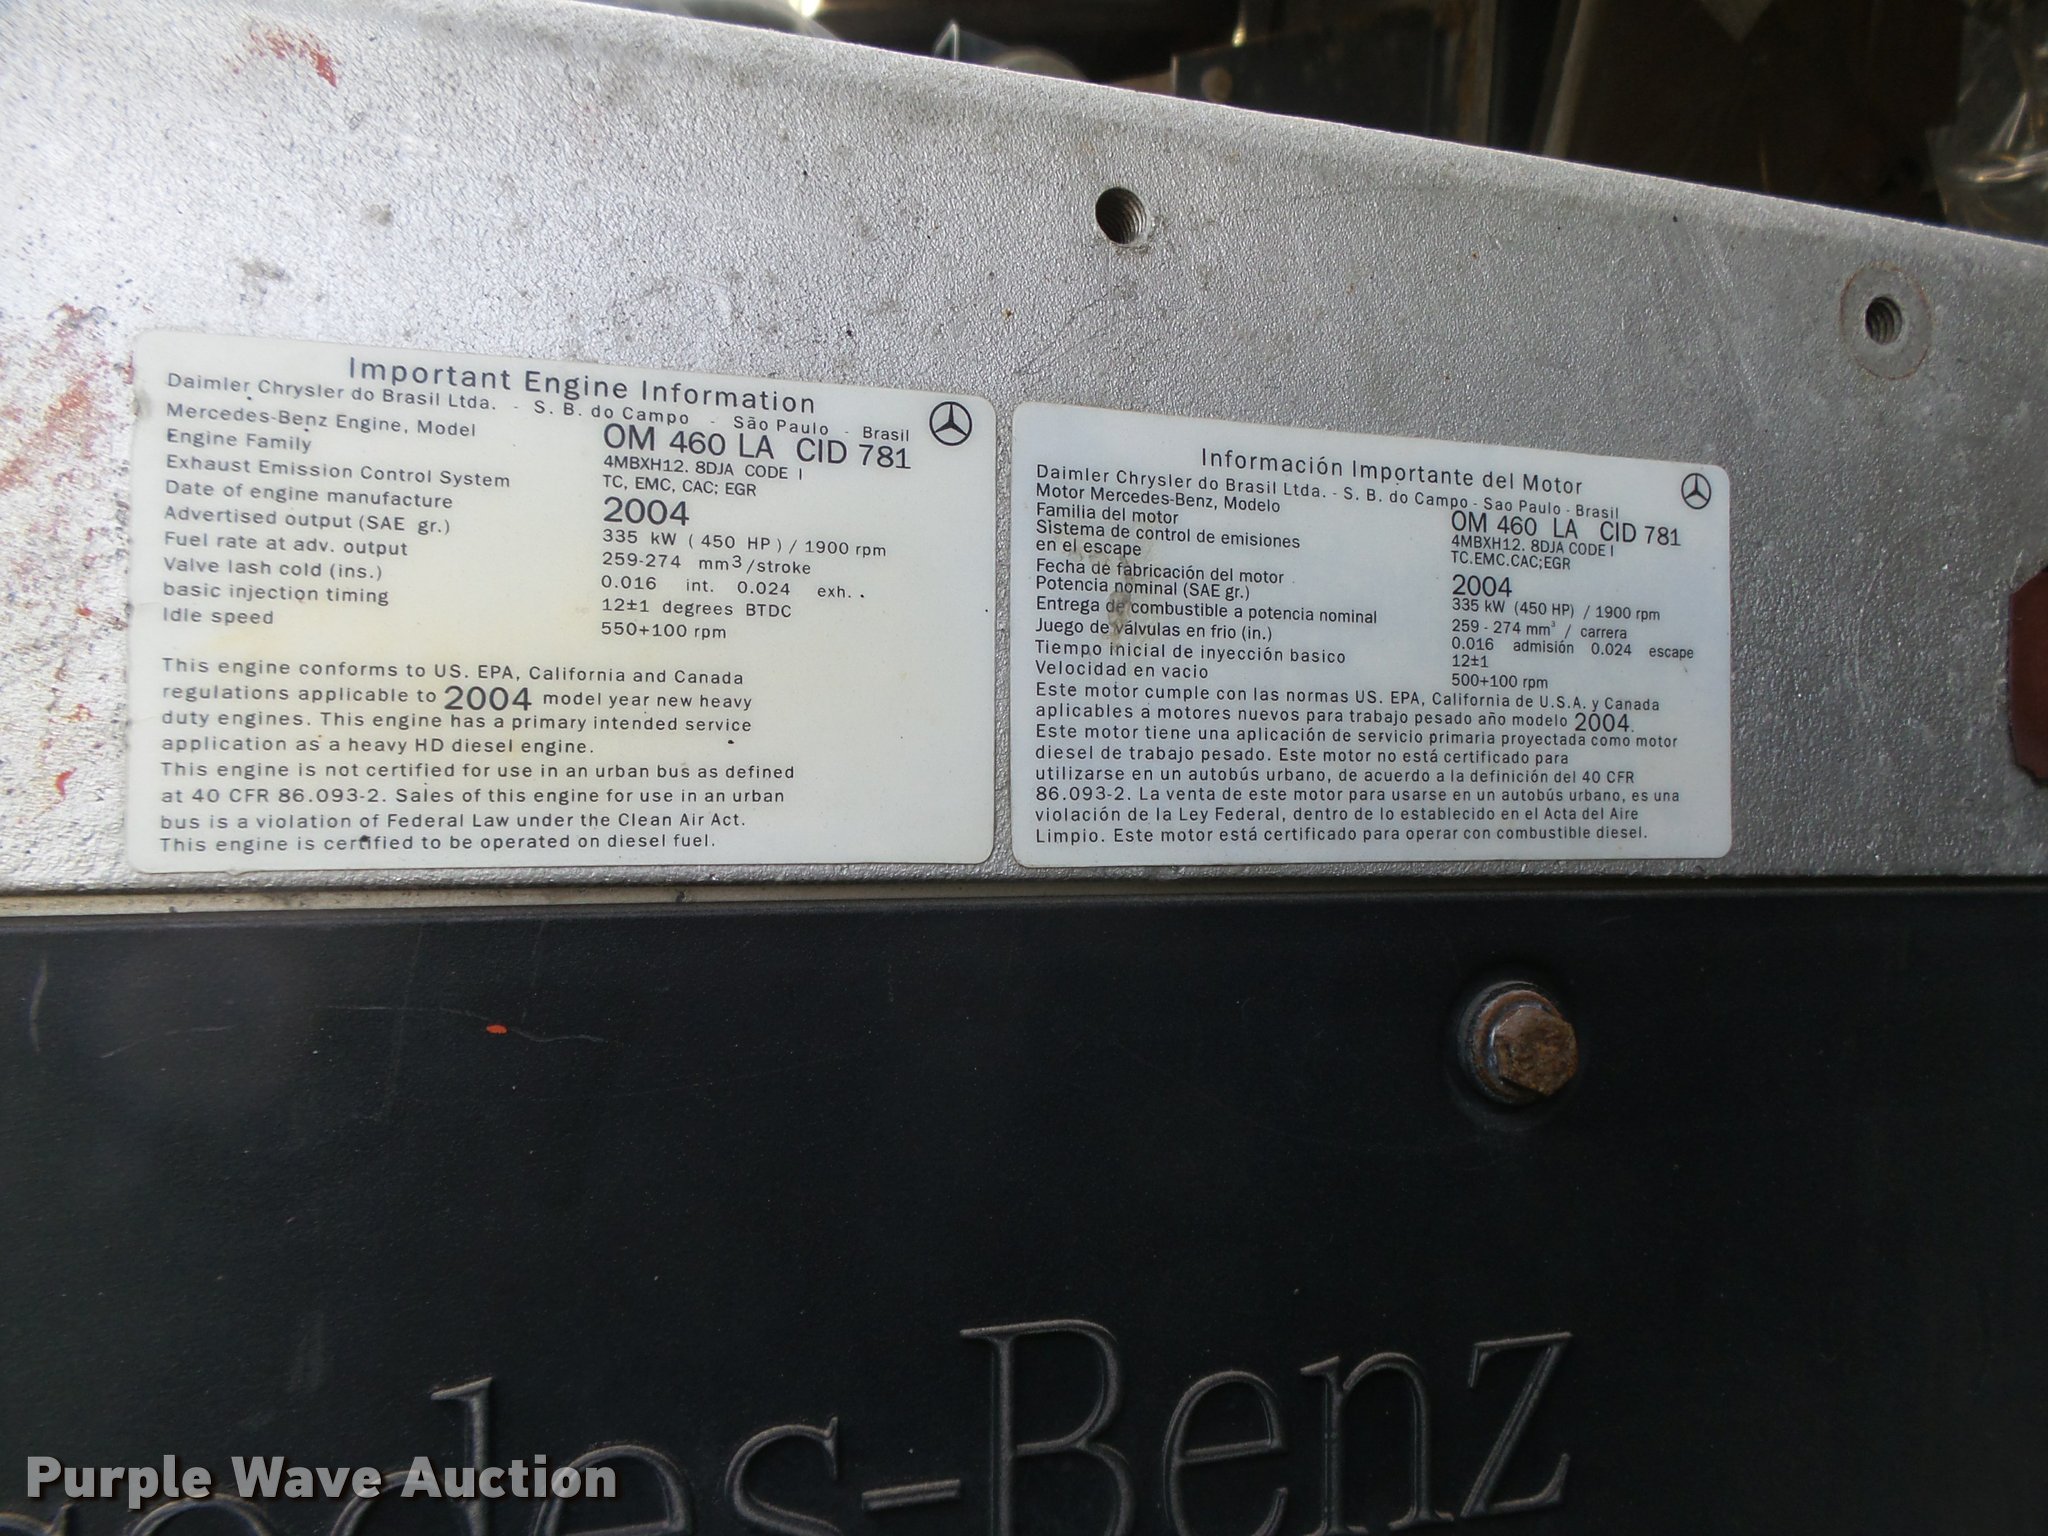 Important Engine Information
Daimler Chrysler do Brasil Ltda. - S. B. do Campo - São Paulo - Brasil
Mercedes-Benz Engine, Model OM 460 LA CID 781
Engine Family 4MBXH12. 8DJA CODE I
Exhaust Emission Control System TC, EMC, CAC; EGR
Date of engine manufacture 2004
Advertised output (SAE gr.) 335 kW ( 450 HP ) / 1900 rpm
Fuel rate at adv. output 259-274 mm3/stroke
Valve lash cold (ins.) 0.016 int. 0.024 exh. .
basic injection timing 12±1 degrees BTDC
Idle speed 550+100 rpm
This engine conforms to US. EPA, California and Canada
regulations applicable to 2004 model year new heavy
duty engines. This engine has a primary intended service
application as a heavy HD diesel engine.
This engine is not certified for use in an urban bus as defined
at 40 CFR 86.093-2. Sales of this engine for use in an urban
bus is a violation of Federal Law under the Clean Air Act.
This engine is certified to be operated on diesel fuel.
Información Importante del Motor
Daimler Chrysler do Brasil Ltda. - S. B. do Campo - Sao Paulo - Brasil
Motor Mercedes-Benz, Modelo OM 460 LA CID 781
Familia del motor 4MBXH12. 8DJA CODE I
Sistema de control de emisiones TC.EMC.CAC;EGR
en el escape
Fecha de fabricación del motor 2004
Potencia nominal (SAE gr.) 335 kW (450 HP) / 1900 rpm
Entrega de combustible a potencia nominal 259 - 274 mm³ / carrera
Juego de válvulas en frio (in.) 0.016 admisión 0.024 escape
Tiempo inicial de inyección basico 12±1
Velocidad en vacio 500+100 rpm
Este motor cumple con las normas US. EPA, California de U.S.A. y Canada
aplicables a motores nuevos para trabajo pesado año modelo 2004.
Este motor tiene una aplicación de servicio primaria proyectada como motor
diesel de trabajo pesado. Este motor no está certificado para
utilizarse en un autobús urbano, de acuerdo a la definición del 40 CFR
86.093-2. La venta de este motor para usarse en un autobús urbano, es una
violación de la Ley Federal, dentro de lo establecido en el Acta del Aire
Limpio. Este motor está certificado para operar con combustible diesel.
cedes-Benz
Purple Wave Auction